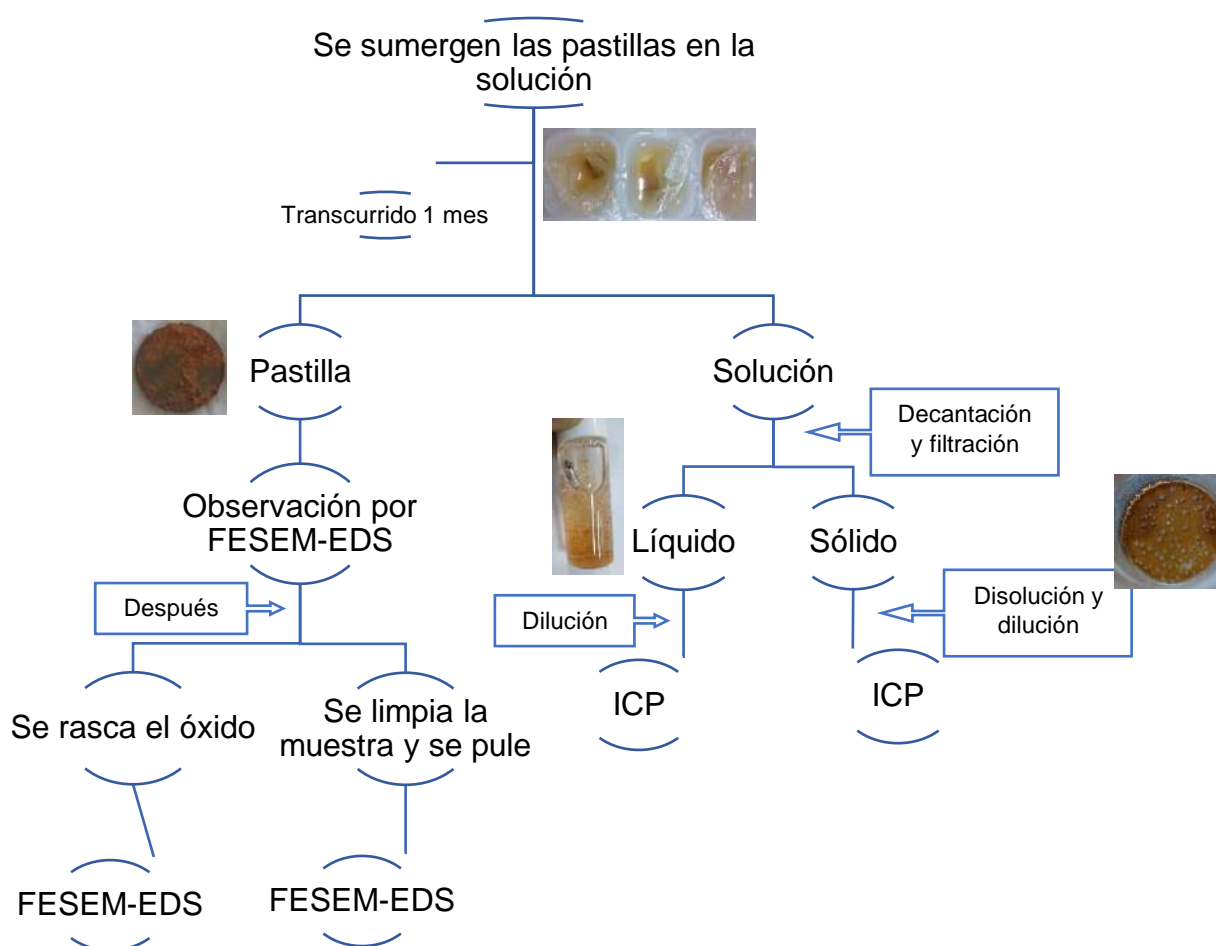 Se sumergen las pastillas en la
solución
Transcurrido 1 mes
Pastilla
Solución
Decantación
y filtración
Observación por
FESEM-EDS
Líquido
Sólido
Después
Dilución
Disolución y
dilución
Se rasca el óxido
Se limpia la
muestra y se pule
ICP
ICP
FESEM-EDS
FESEM-EDS